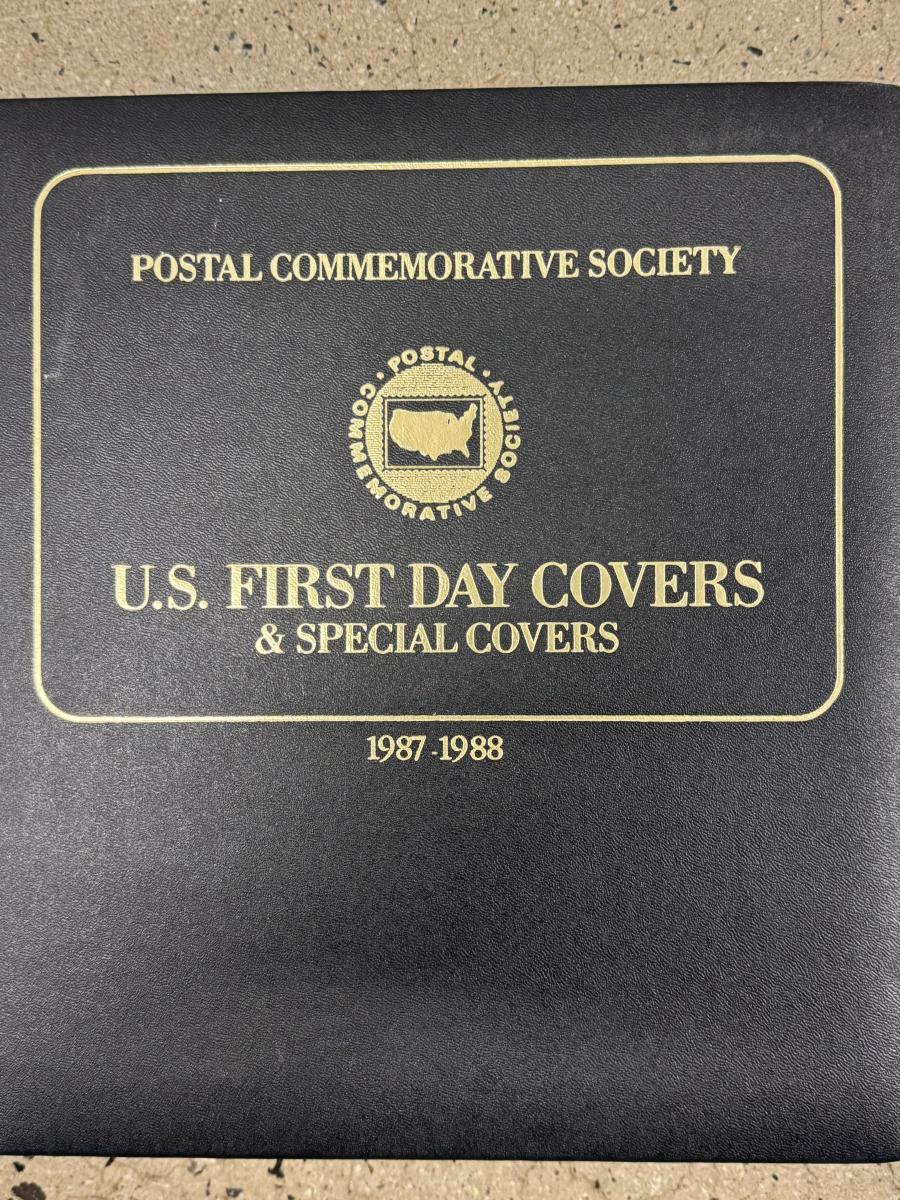 POSTAL COMMEMORATIVE SOCIETY
· POSTAL ·
COMMEMORATIVE SOCIETY
U.S. FIRST DAY COVERS
& SPECIAL COVERS
1987-1988